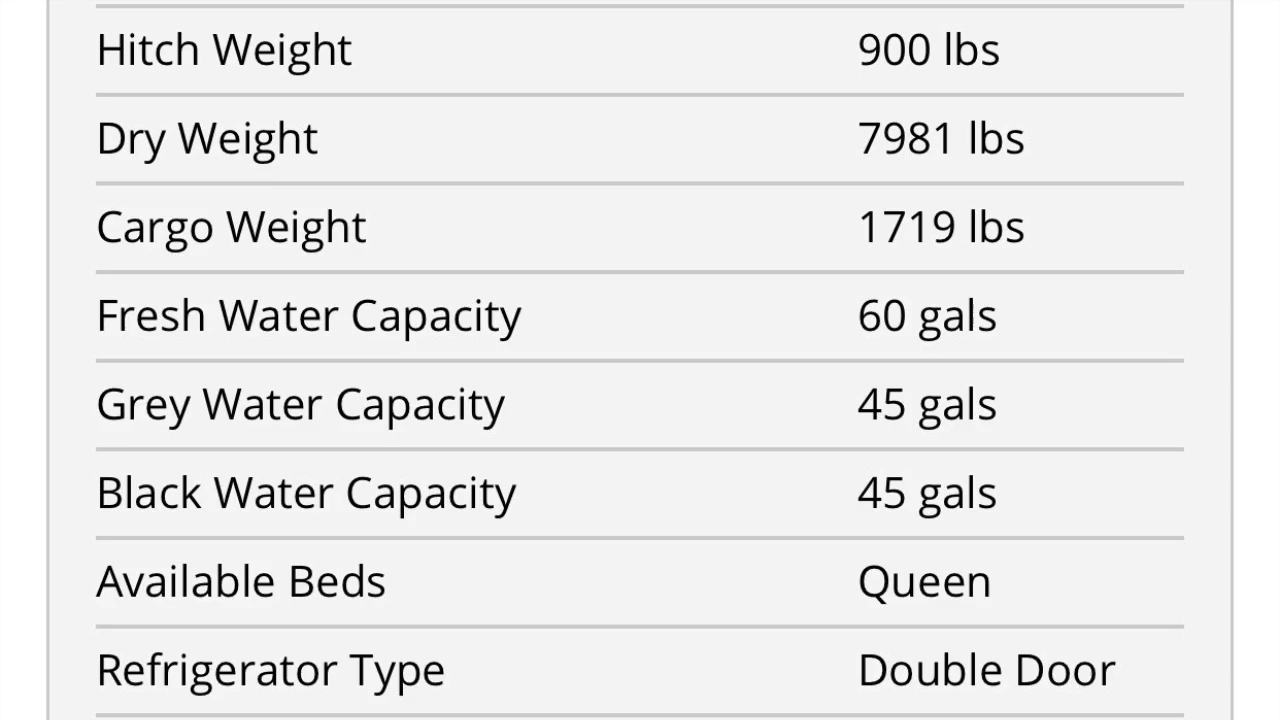 Hitch Weight 900 lbs
Dry Weight 7981 lbs
Cargo Weight 1719 lbs
Fresh Water Capacity 60 gals
Grey Water Capacity 45 gals
Black Water Capacity 45 gals
Available Beds Queen
Refrigerator Type Double Door